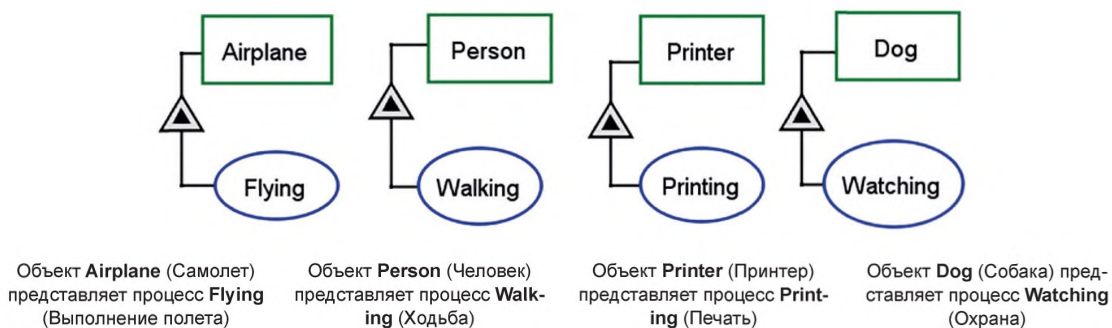 Airplane
Flying
Person
Walking
Printer
Printing
Dog
Watching
Объект Airplane (Самолет)
представляет процесс Flying
(Выполнение полета)
Объект Person (Человек)
представляет процесс Walk-
ing (Ходьба)
Объект Printer (Принтер)
представляет процесс Print-
ing (Печать)
Объект Dog (Собака) пред-
ставляет процесс Watching
(Охрана)